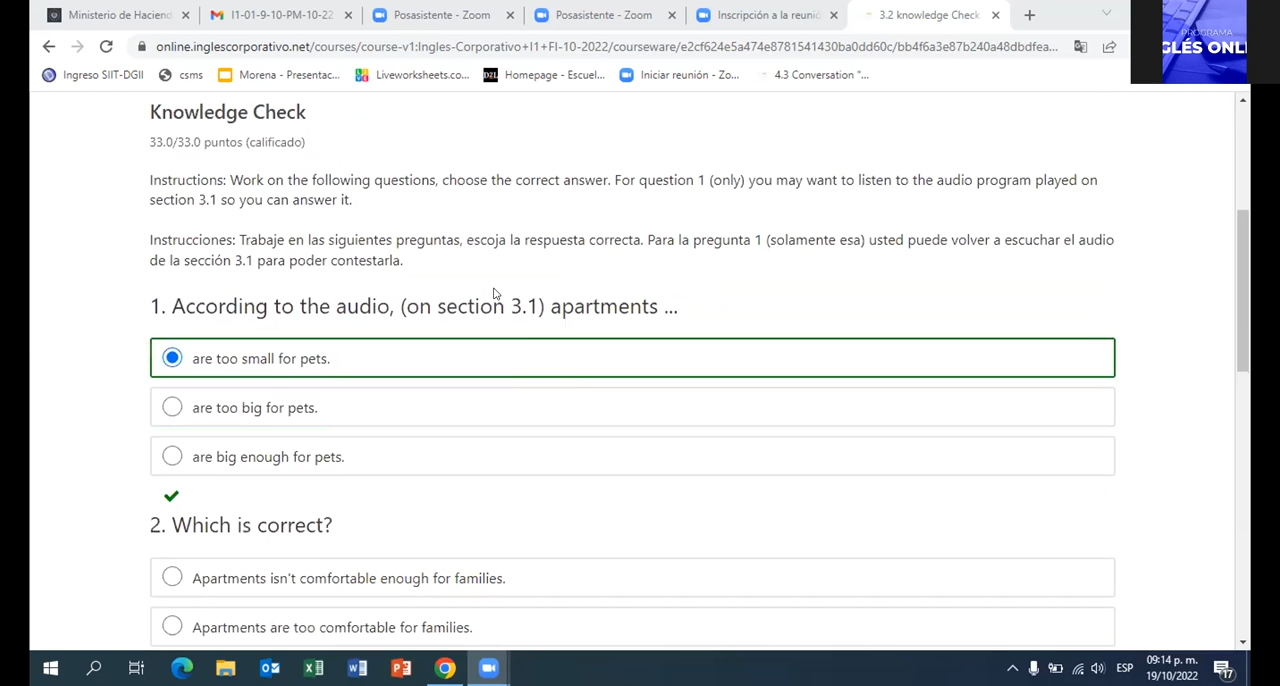 Ministerio de Haciend
I1-01-9-10-PM-10-22
Posasistente - Zoom
Posasistente - Zoom
Inscripción a la reunió
3.2 knowledge Check
PROGRAMA
GLÉS ONLI
online.inglescorporativo.net/courses/course-v1:Ingles-Corporativo+I1+FI-10-2022/courseware/e2cf624e5a474e8781541430ba0dd60c/bb4f6a3e87b240a48dbdfea...
Ingreso SIIT-DGII
csms
Morena - Presentac...
Liveworksheets.co...
D2L
Homepage - Escuel...
Iniciar reunión - Zo...
4.3 Conversation "...
Knowledge Check
33.0/33.0 puntos (calificado)
Instructions: Work on the following questions, choose the correct answer. For question 1 (only) you may want to listen to the audio program played on
section 3.1 so you can answer it.
Instrucciones: Trabaje en las siguientes preguntas, escoja la respuesta correcta. Para la pregunta 1 (solamente esa) usted puede volver a escuchar el audio
de la sección 3.1 para poder contestarla.
1. According to the audio, (on section 3.1) apartments ...
are too small for pets.
are too big for pets.
are big enough for pets.
2. Which is correct?
Apartments isn't comfortable enough for families.
Apartments are too comfortable for families.
ESP
09:14 p. m.
19/10/2022
17